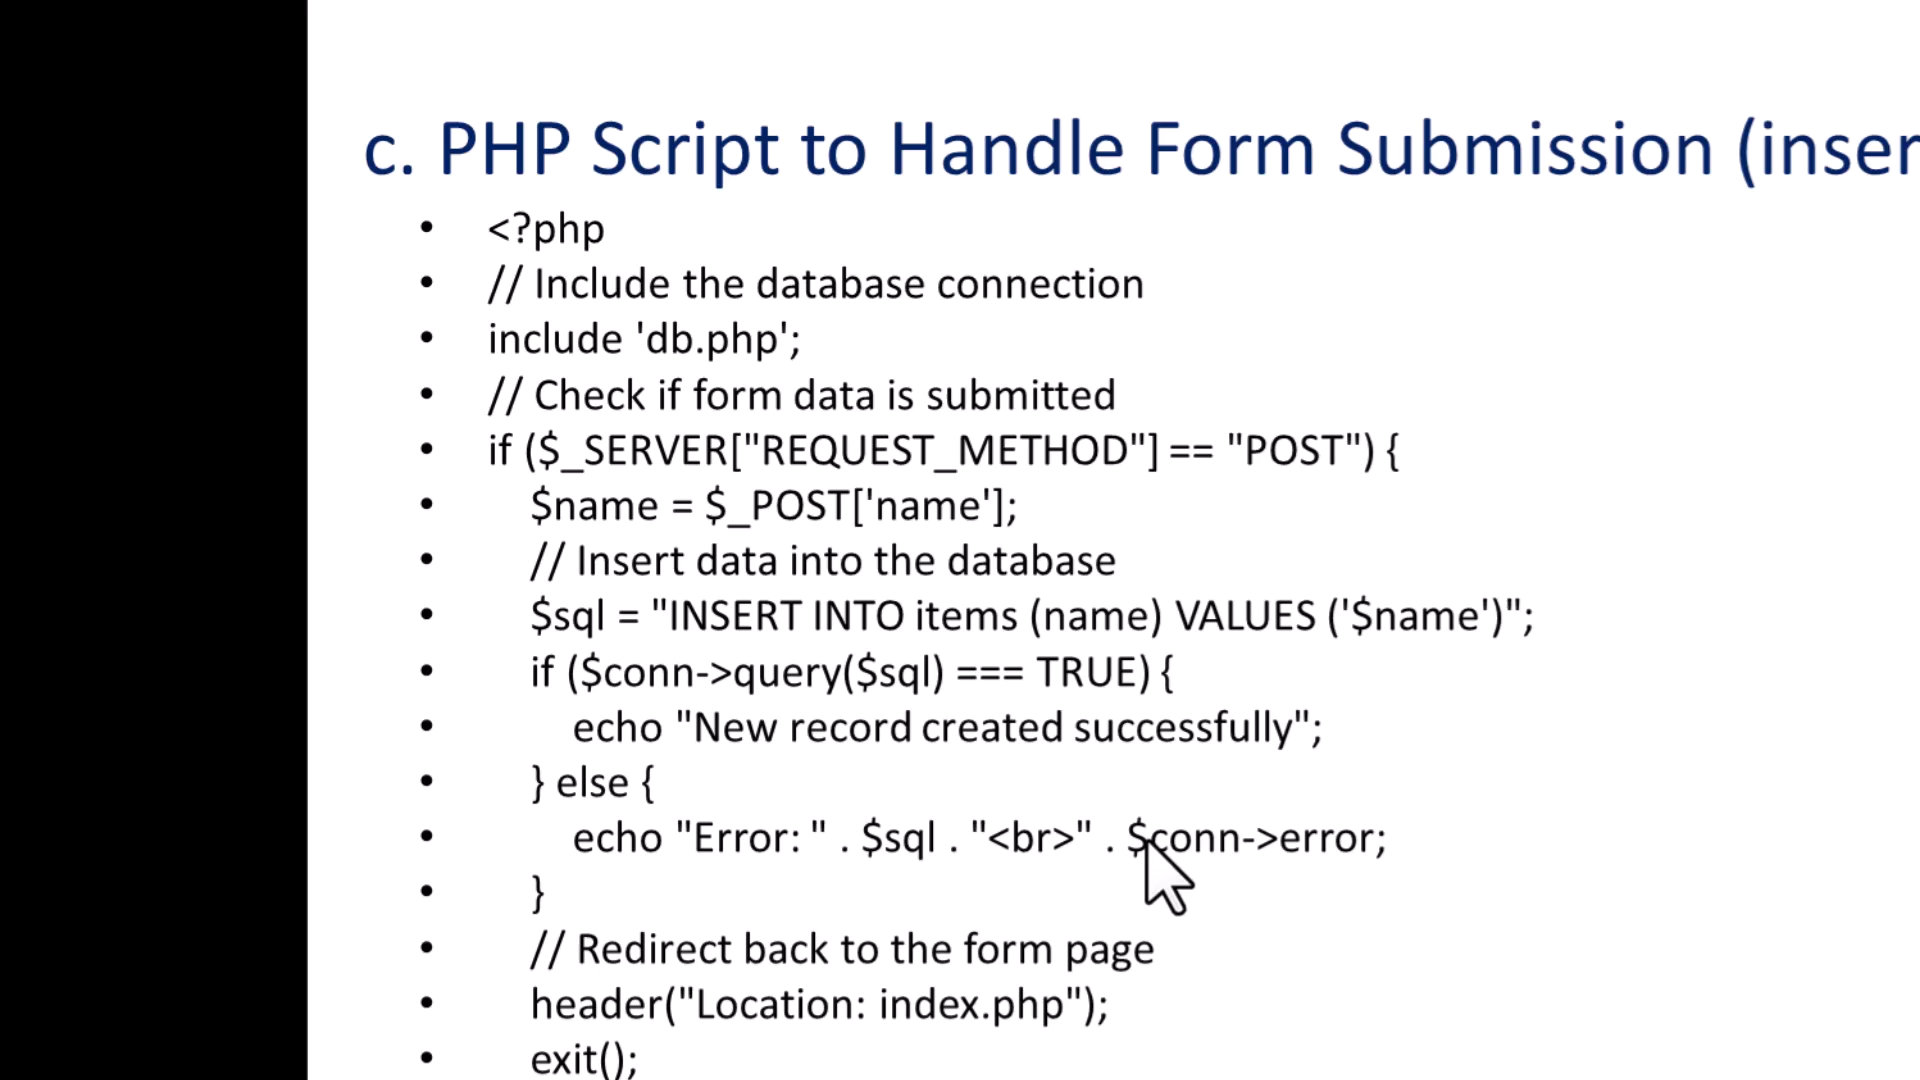 c. PHP Script to Handle Form Submission (inser
• <?php
• // Include the database connection
• include 'db.php';
• // Check if form data is submitted
• if ($_SERVER["REQUEST_METHOD"] == "POST") {
• $name = $_POST['name'];
• // Insert data into the database
• $sql = "INSERT INTO items (name) VALUES ('$name')";
• if ($conn->query($sql) === TRUE) {
• echo "New record created successfully";
• } else {
• echo "Error: " . $sql . "<br>" . $conn->error;
• }
• // Redirect back to the form page
• header("Location: index.php");
• exit();